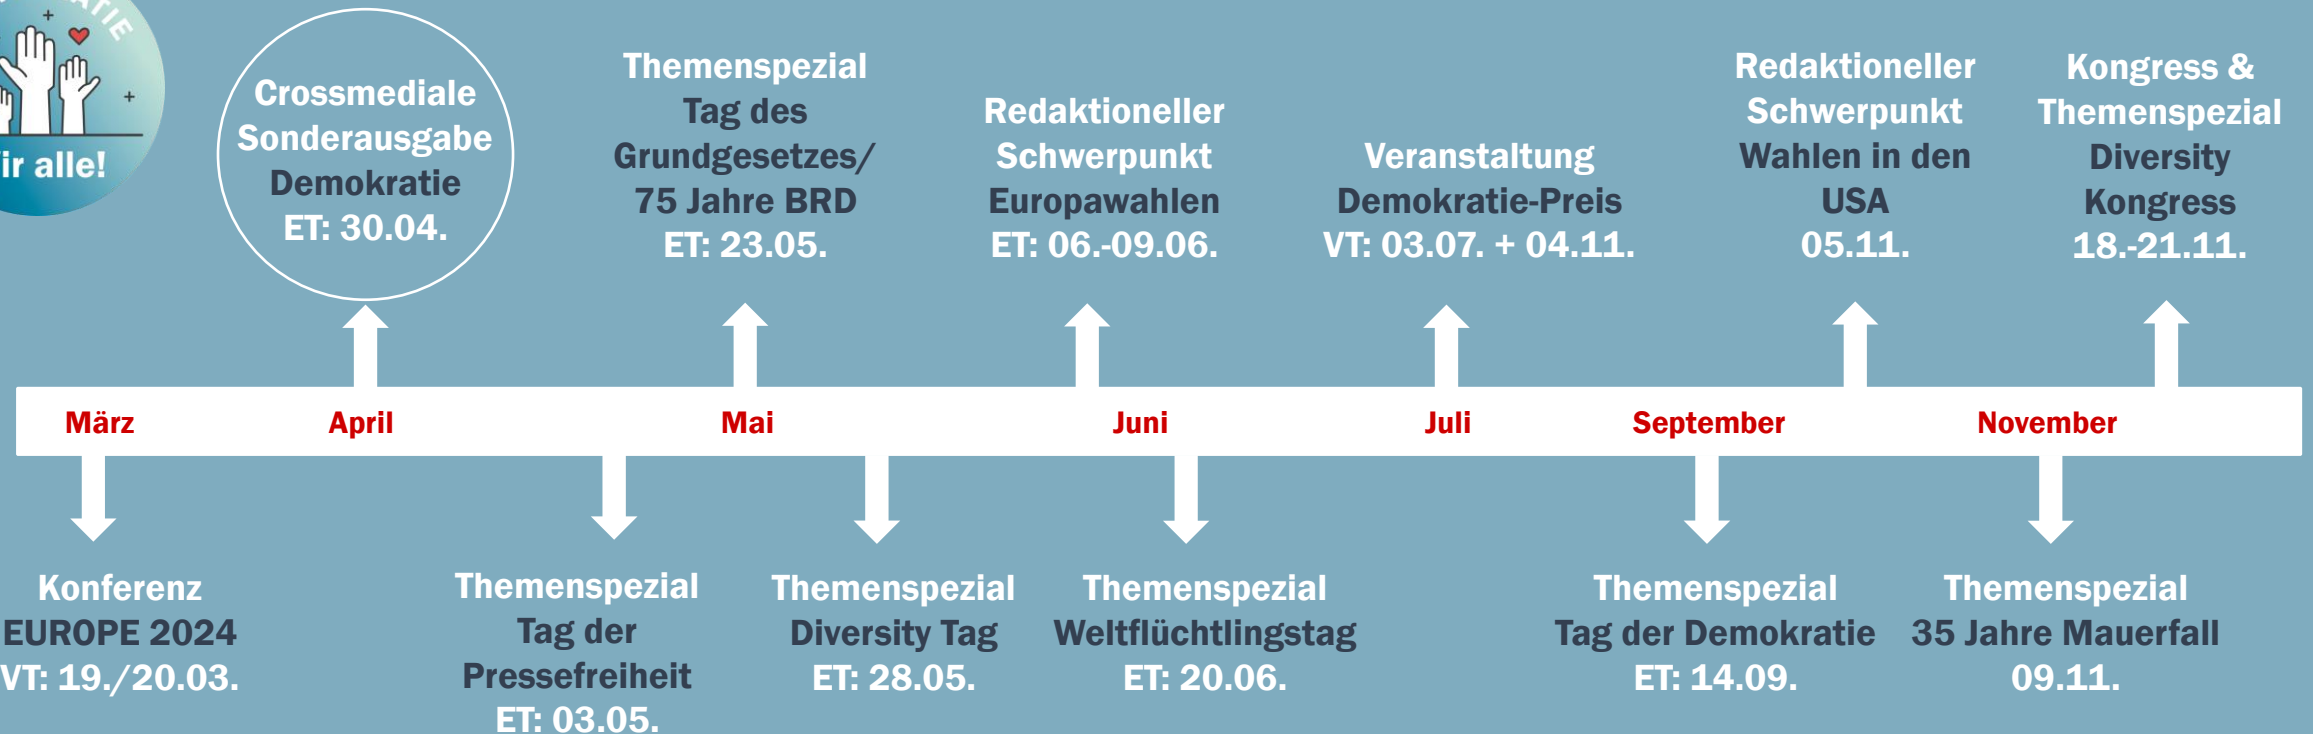 alle!
Crossmediale
Sonderausgabe
Demokratie
ET: 30.04.
Themenspezial
Tag des
Grundgesetzes/
75 Jahre BRD
ET: 23.05.
Redaktioneller
Schwerpunkt
Europawahlen
ET: 06.-09.06.
Veranstaltung
Demokratie-Preis
VT: 03.07. + 04.11.
Redaktioneller
Schwerpunkt
Wahlen in den
USA
05.11.
Kongress &
Themenspezial
Diversity
Kongress
18.-21.11.
März
April
Mai
Juni
Juli
September
November
Konferenz
EUROPE 2024
VT: 19./20.03.
Themenspezial
Tag der
Pressefreiheit
ET: 03.05.
Themenspezial
Diversity Tag
ET: 28.05.
Themenspezial
Weltflüchtlingstag
ET: 20.06.
Themenspezial
Tag der Demokratie
ET: 14.09.
Themenspezial
35 Jahre Mauerfall
09.11.